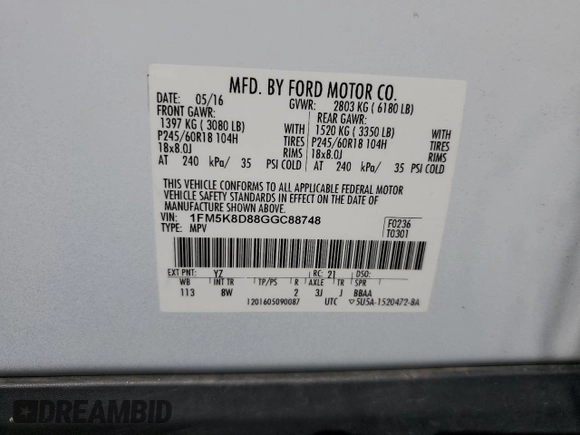 MFD. BY FORD MOTOR CO.
DATE: 05/16 GVWR: 2803 KG ( 6180 LB)
FRONT GAWR: REAR GAWR:
1397 KG ( 3080 LB) WITH 1520 KG ( 3350 LB) WITH
P245/60R18 104H TIRES P245/60R18 104H TIRES
18x8.0J RIMS 18x8.0J RIMS
AT 240 kPa/ 35 PSI COLD AT 240 kPa/ 35 PSI COLD
THIS VEHICLE CONFORMS TO ALL APPLICABLE FEDERAL MOTOR
VEHICLE SAFETY STANDARDS IN EFFECT ON THE DATE OF
MANUFACTURE SHOWN ABOVE.
VIN: 1FM5K8D88GGC88748 F0236
TYPE: MPV T0301
EXT PNT: YZ RC: 21 DSO:
WB INT TR TP/PS R AXLE TR SPR
113 8W 2 3J J BBAA
1201605090087 UTC ▽5U5A-1520472-BA
DREAMBID